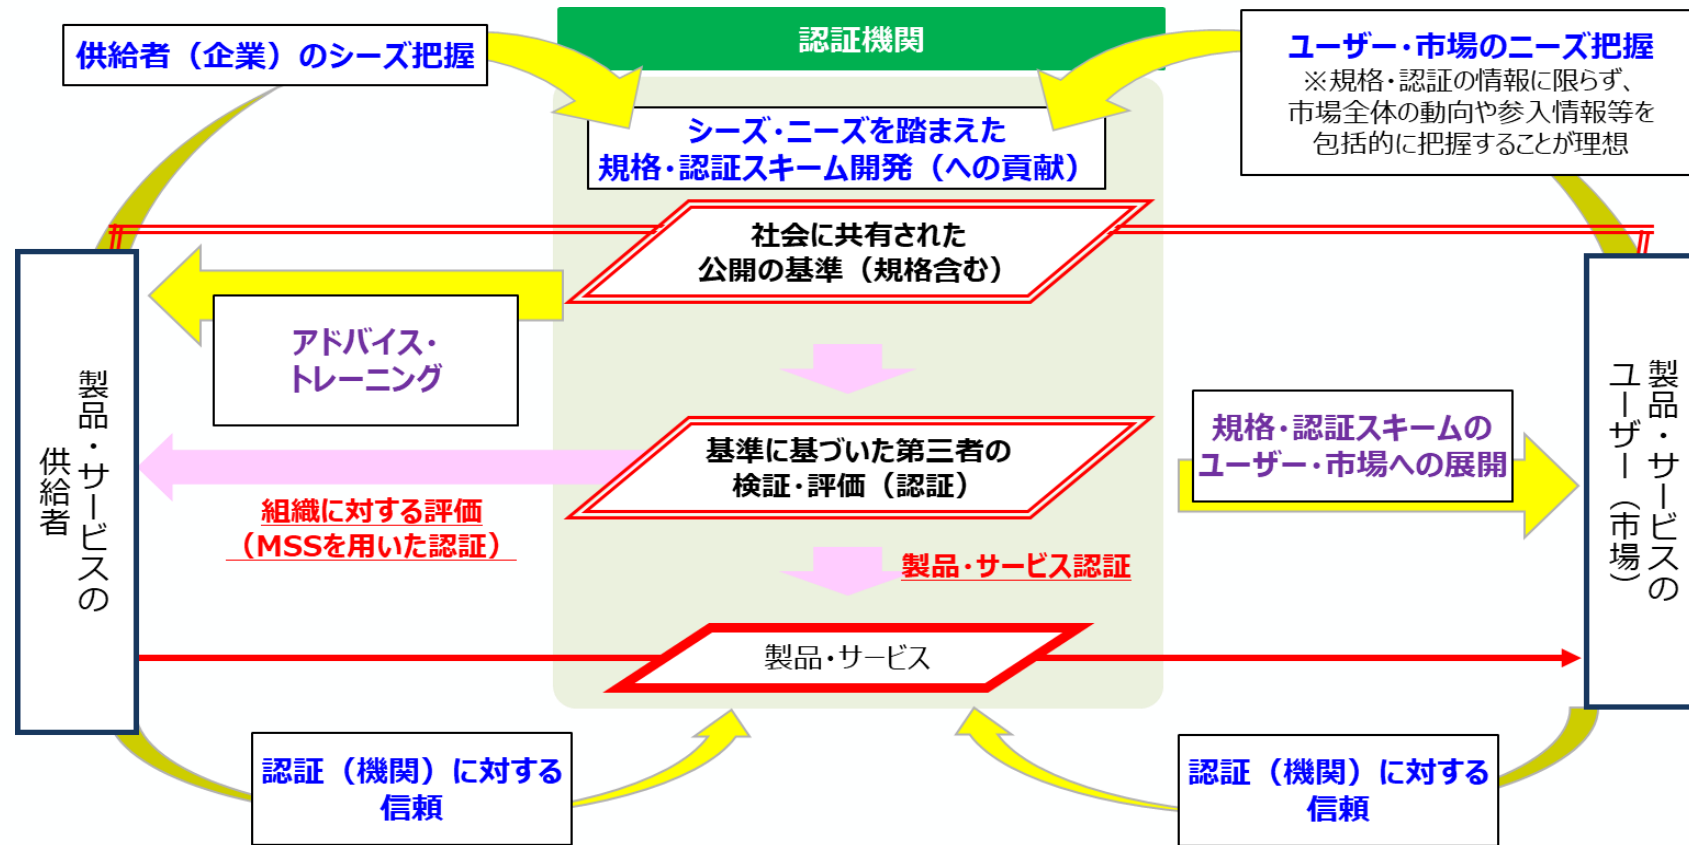 認証機関
供給者（企業）のシーズ把握
ユーザー・市場のニーズ把握
※規格・認証の情報に限らず、
市場全体の動向や参入情報等を
包括的に把握することが理想
シーズ・ニーズを踏まえた
規格・認証スキーム開発（への貢献）
社会に共有された
公開の基準（規格含む）
アドバイス・
トレーニング
製品・サービスの
供給者
基準に基づいた第三者の
検証・評価（認証）
規格・認証スキームの
ユーザー・市場への展開
製品・サービスの
ユーザー（市場）
組織に対する評価
（MSSを用いた認証）
製品・サービス認証
製品・サービス
認証（機関）に対する
信頼
認証（機関）に対する
信頼